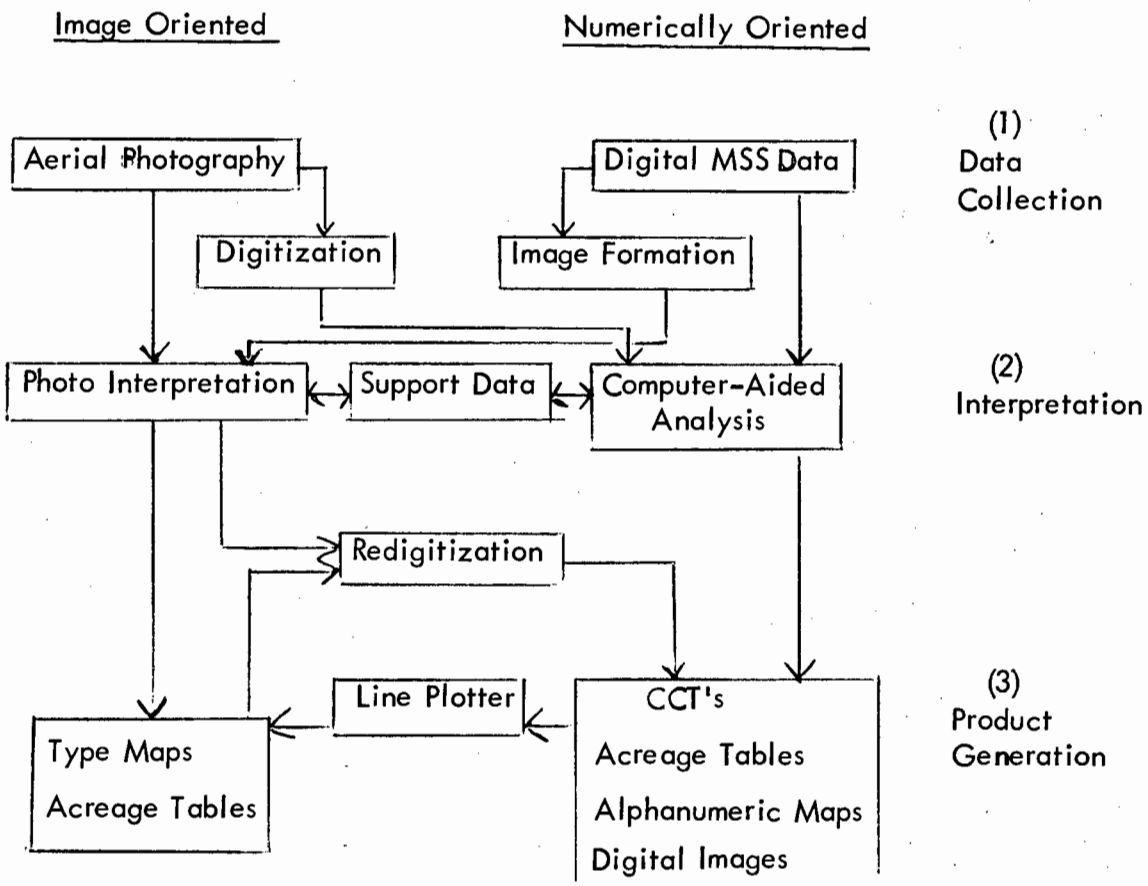 Image Oriented
Numerically Oriented
(1)
Data
Collection
Aerial Photography
Digital MSS Data
Digitization
Image Formation
Photo Interpretation
Support Data
Computer-Aided
Analysis
(2)
Interpretation
Redigitization
Line Plotter
CCT's
Acreage Tables
Alphanumeric Maps
Digital Images
Type Maps
Acreage Tables
(3)
Product
Generation